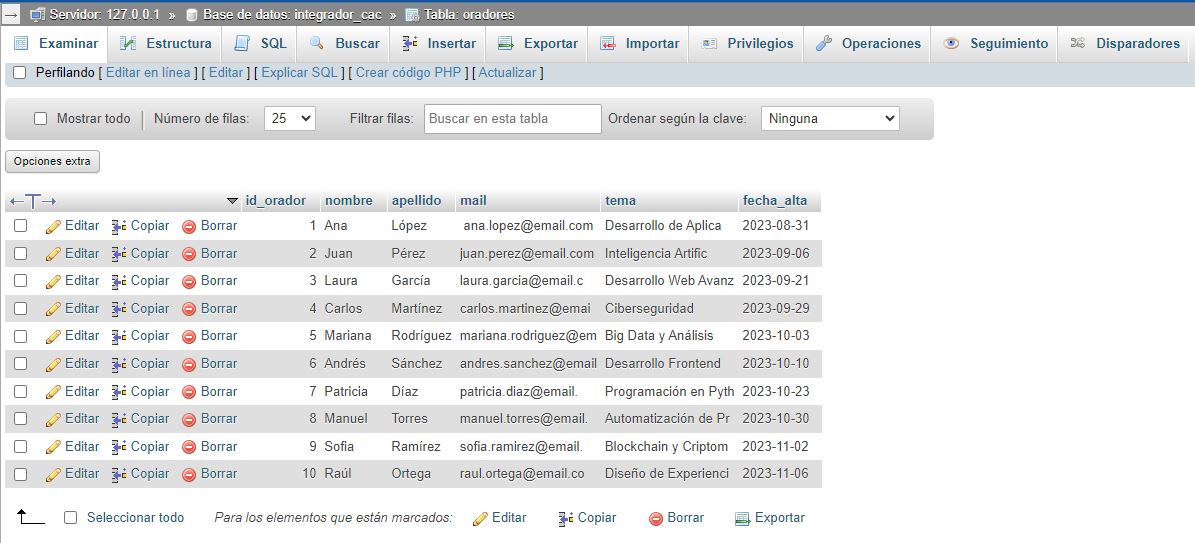 Servidor: 127.0.0.1 » Base de datos: integrador_cac » Tabla: oradores
Examinar Estructura SQL Buscar Insertar Exportar Importar Privilegios Operaciones Seguimiento Disparadores
Perfilando [ Editar en línea ] [ Editar ] [ Explicar SQL ] [ Crear código PHP ] [ Actualizar ]
Mostrar todo | Número de filas: 25 Filtrar filas: Buscar en esta tabla Ordenar según la clave: Ninguna
Opciones extra
←T→ id_orador nombre apellido mail tema fecha_alta
Editar Copiar Borrar 1 Ana López ana.lopez@email.com Desarrollo de Aplica 2023-08-31
Editar Copiar Borrar 2 Juan Pérez juan.perez@email.com Inteligencia Artific 2023-09-06
Editar Copiar Borrar 3 Laura García laura.garcia@email.c Desarrollo Web Avanz 2023-09-21
Editar Copiar Borrar 4 Carlos Martínez carlos.martinez@emai Ciberseguridad 2023-09-29
Editar Copiar Borrar 5 Mariana Rodríguez mariana.rodriguez@em Big Data y Análisis 2023-10-03
Editar Copiar Borrar 6 Andrés Sánchez andres.sanchez@email Desarrollo Frontend 2023-10-10
Editar Copiar Borrar 7 Patricia Díaz patricia.diaz@email. Programación en Pyth 2023-10-23
Editar Copiar Borrar 8 Manuel Torres manuel.torres@email. Automatización de Pr 2023-10-30
Editar Copiar Borrar 9 Sofia Ramírez sofia.ramirez@email. Blockchain y Criptom 2023-11-02
Editar Copiar Borrar 10 Raúl Ortega raul.ortega@email.co Diseño de Experienci 2023-11-06
Seleccionar todo Para los elementos que están marcados: Editar Copiar Borrar Exportar